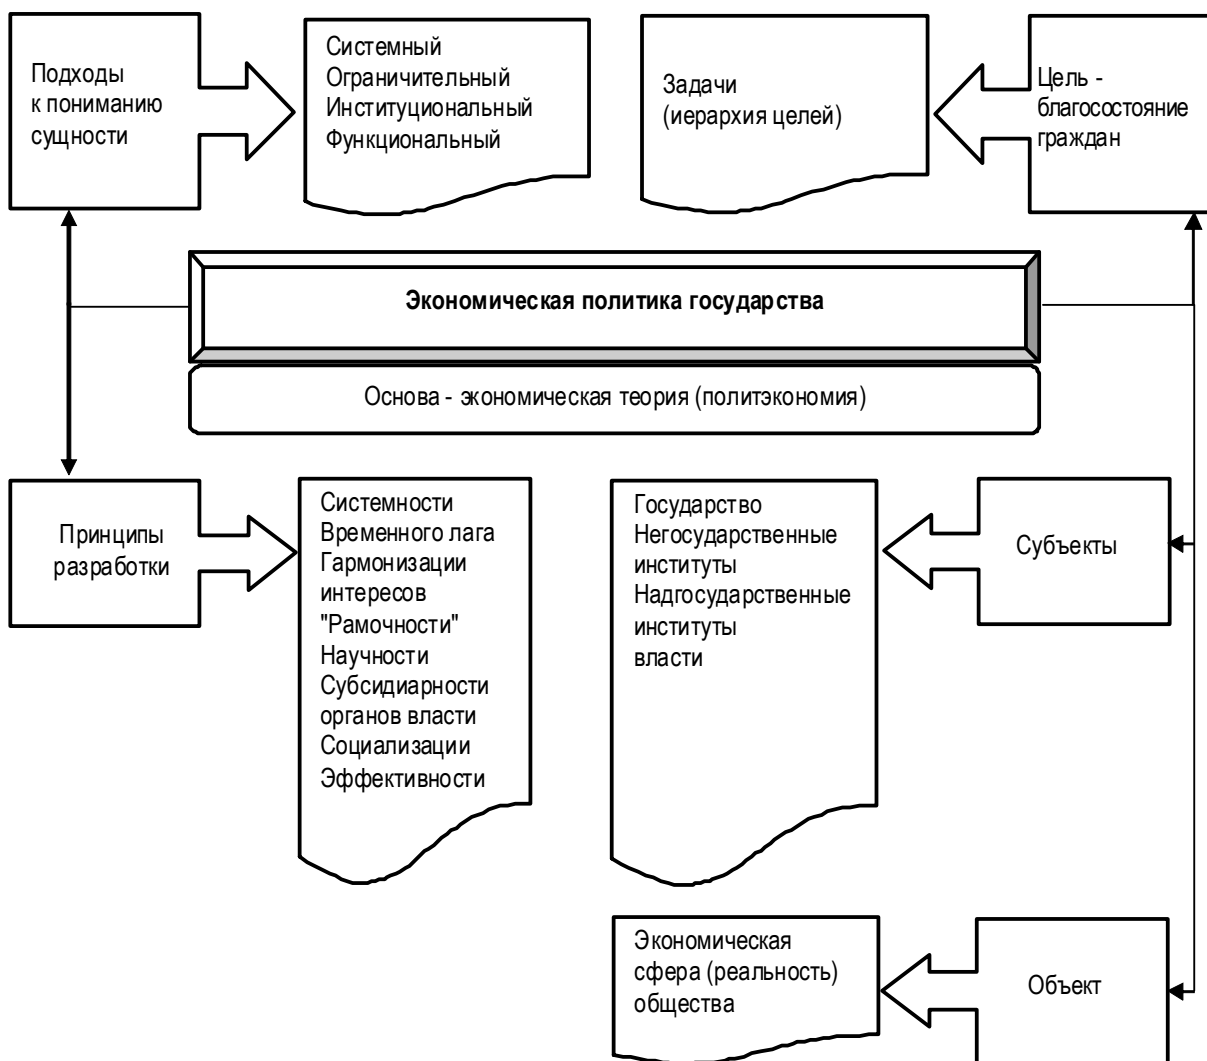 Подходы
к пониманию
сущности
Системный
Ограничительный
Институциональный
Функциональный
Задачи
(иерархия целей)
Цель -
благосостояние
граждан
Экономическая политика государства
Основа - экономическая теория (политэкономия)
Принципы
разработки
Системности
Временного лага
Гармонизации
интересов
"Рамочности"
Научности
Субсидиарности
органов власти
Социализации
Эффективности
Государство
Негосударственные
институты
Надгосударственные
институты
власти
Субъекты
Экономическая
сфера (реальность)
общества
Объект